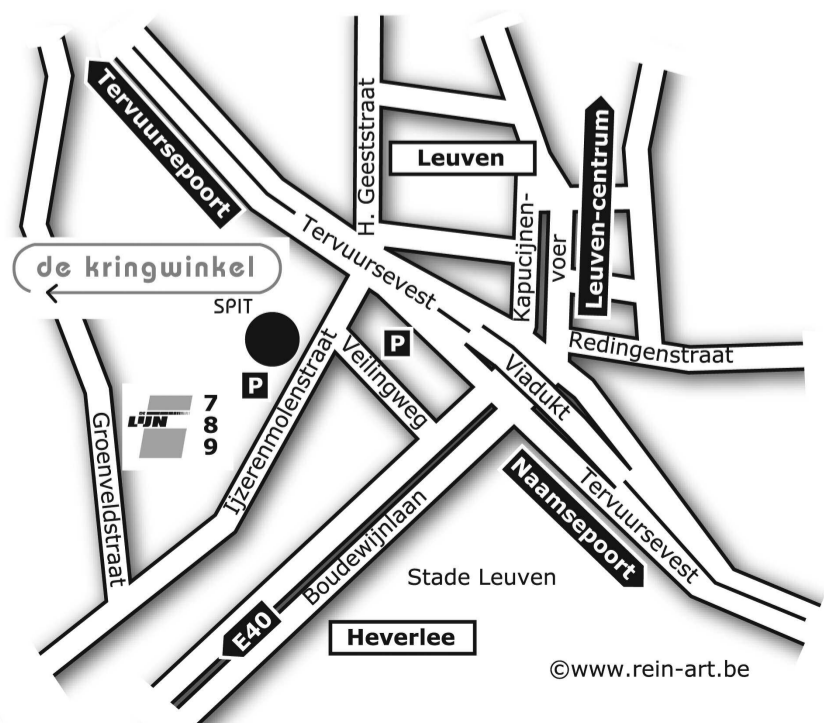 Tervuursepoort
H. Geeststraat
Leuven
Kapucijnen-
voer
Leuven-centrum
Tervuursevest
de kringwinkel
SPIT
P
P
Veilingweg
Redingenstraat
Viadukt
LIJN
7
8
9
Groenveldstraat
Ijzerenmolenstraat
Boudewijnlaan
Naamsepoort
Tervuursevest
Stade Leuven
E40
Heverlee
©www.rein-art.be